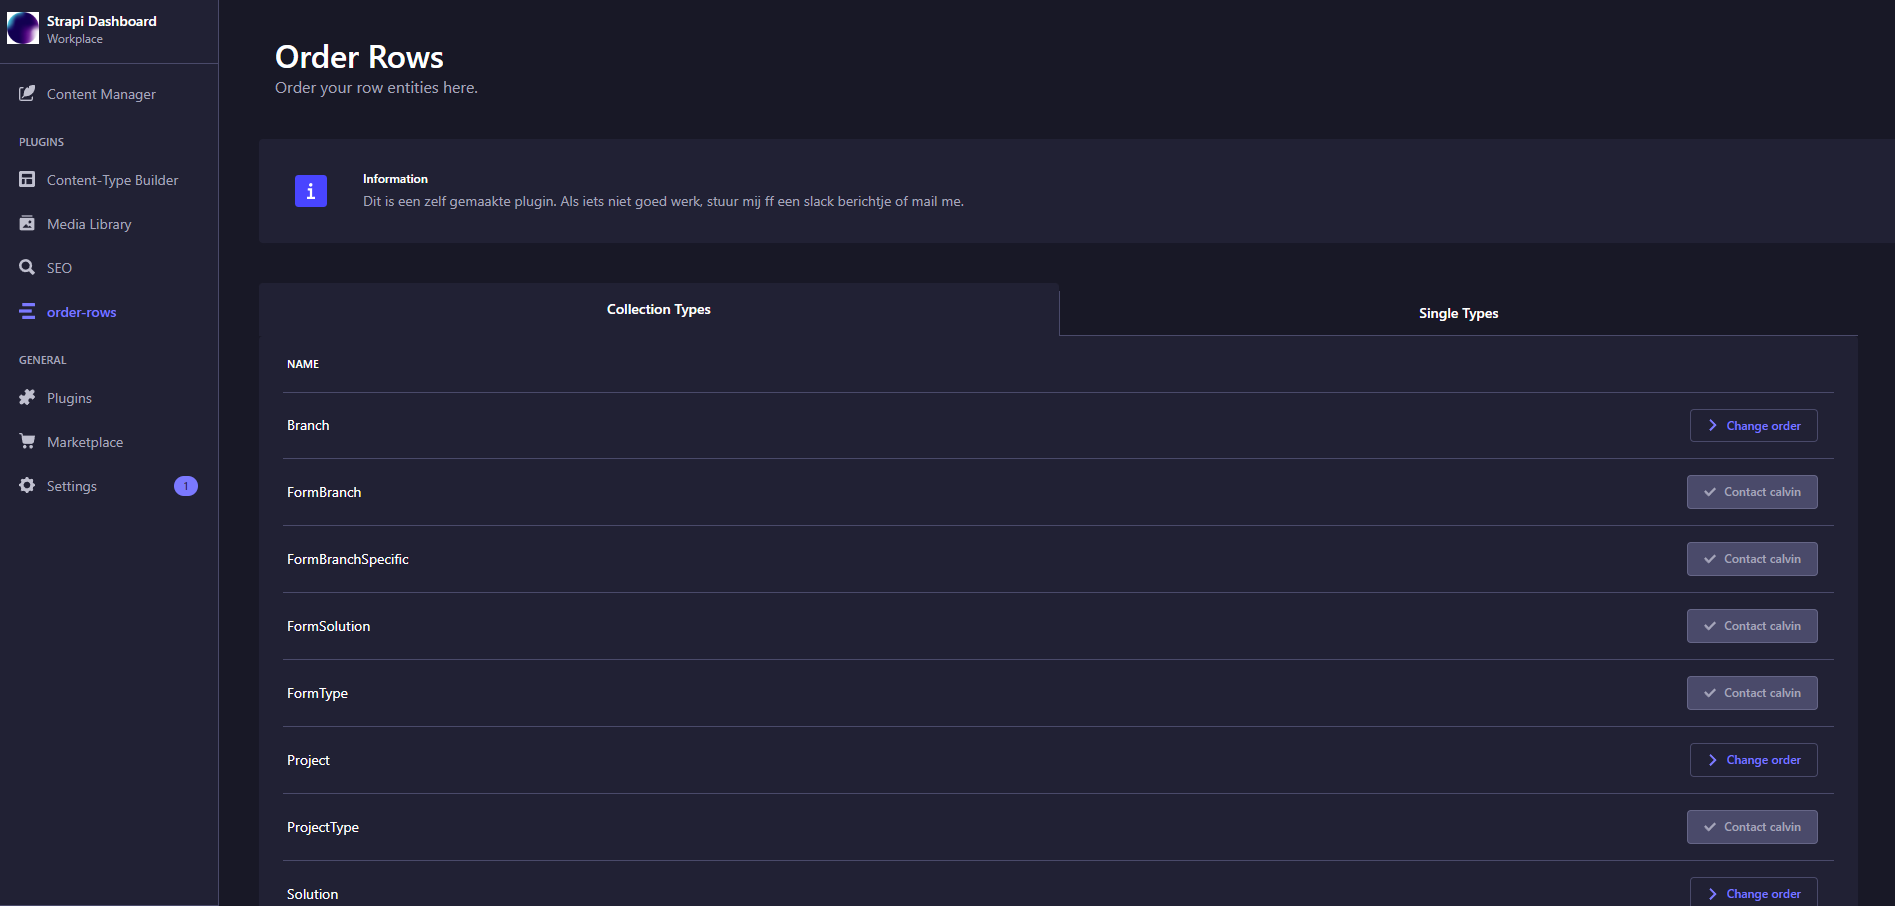 Strapi Dashboard
Workplace
Content Manager
PLUGINS
Content-Type Builder
Media Library
SEO
order-rows
GENERAL
Plugins
Marketplace
Settings
1
Order Rows
Order your row entities here.
i
Information
Dit is een zelf gemaakte plugin. Als iets niet goed werk, stuur mij ff een slack berichtje of mail me.
Collection Types
Single Types
NAME
Branch
Change order
FormBranch
Contact calvin
FormBranchSpecific
Contact calvin
FormSolution
Contact calvin
FormType
Contact calvin
Project
Change order
ProjectType
Contact calvin
Solution
Change order